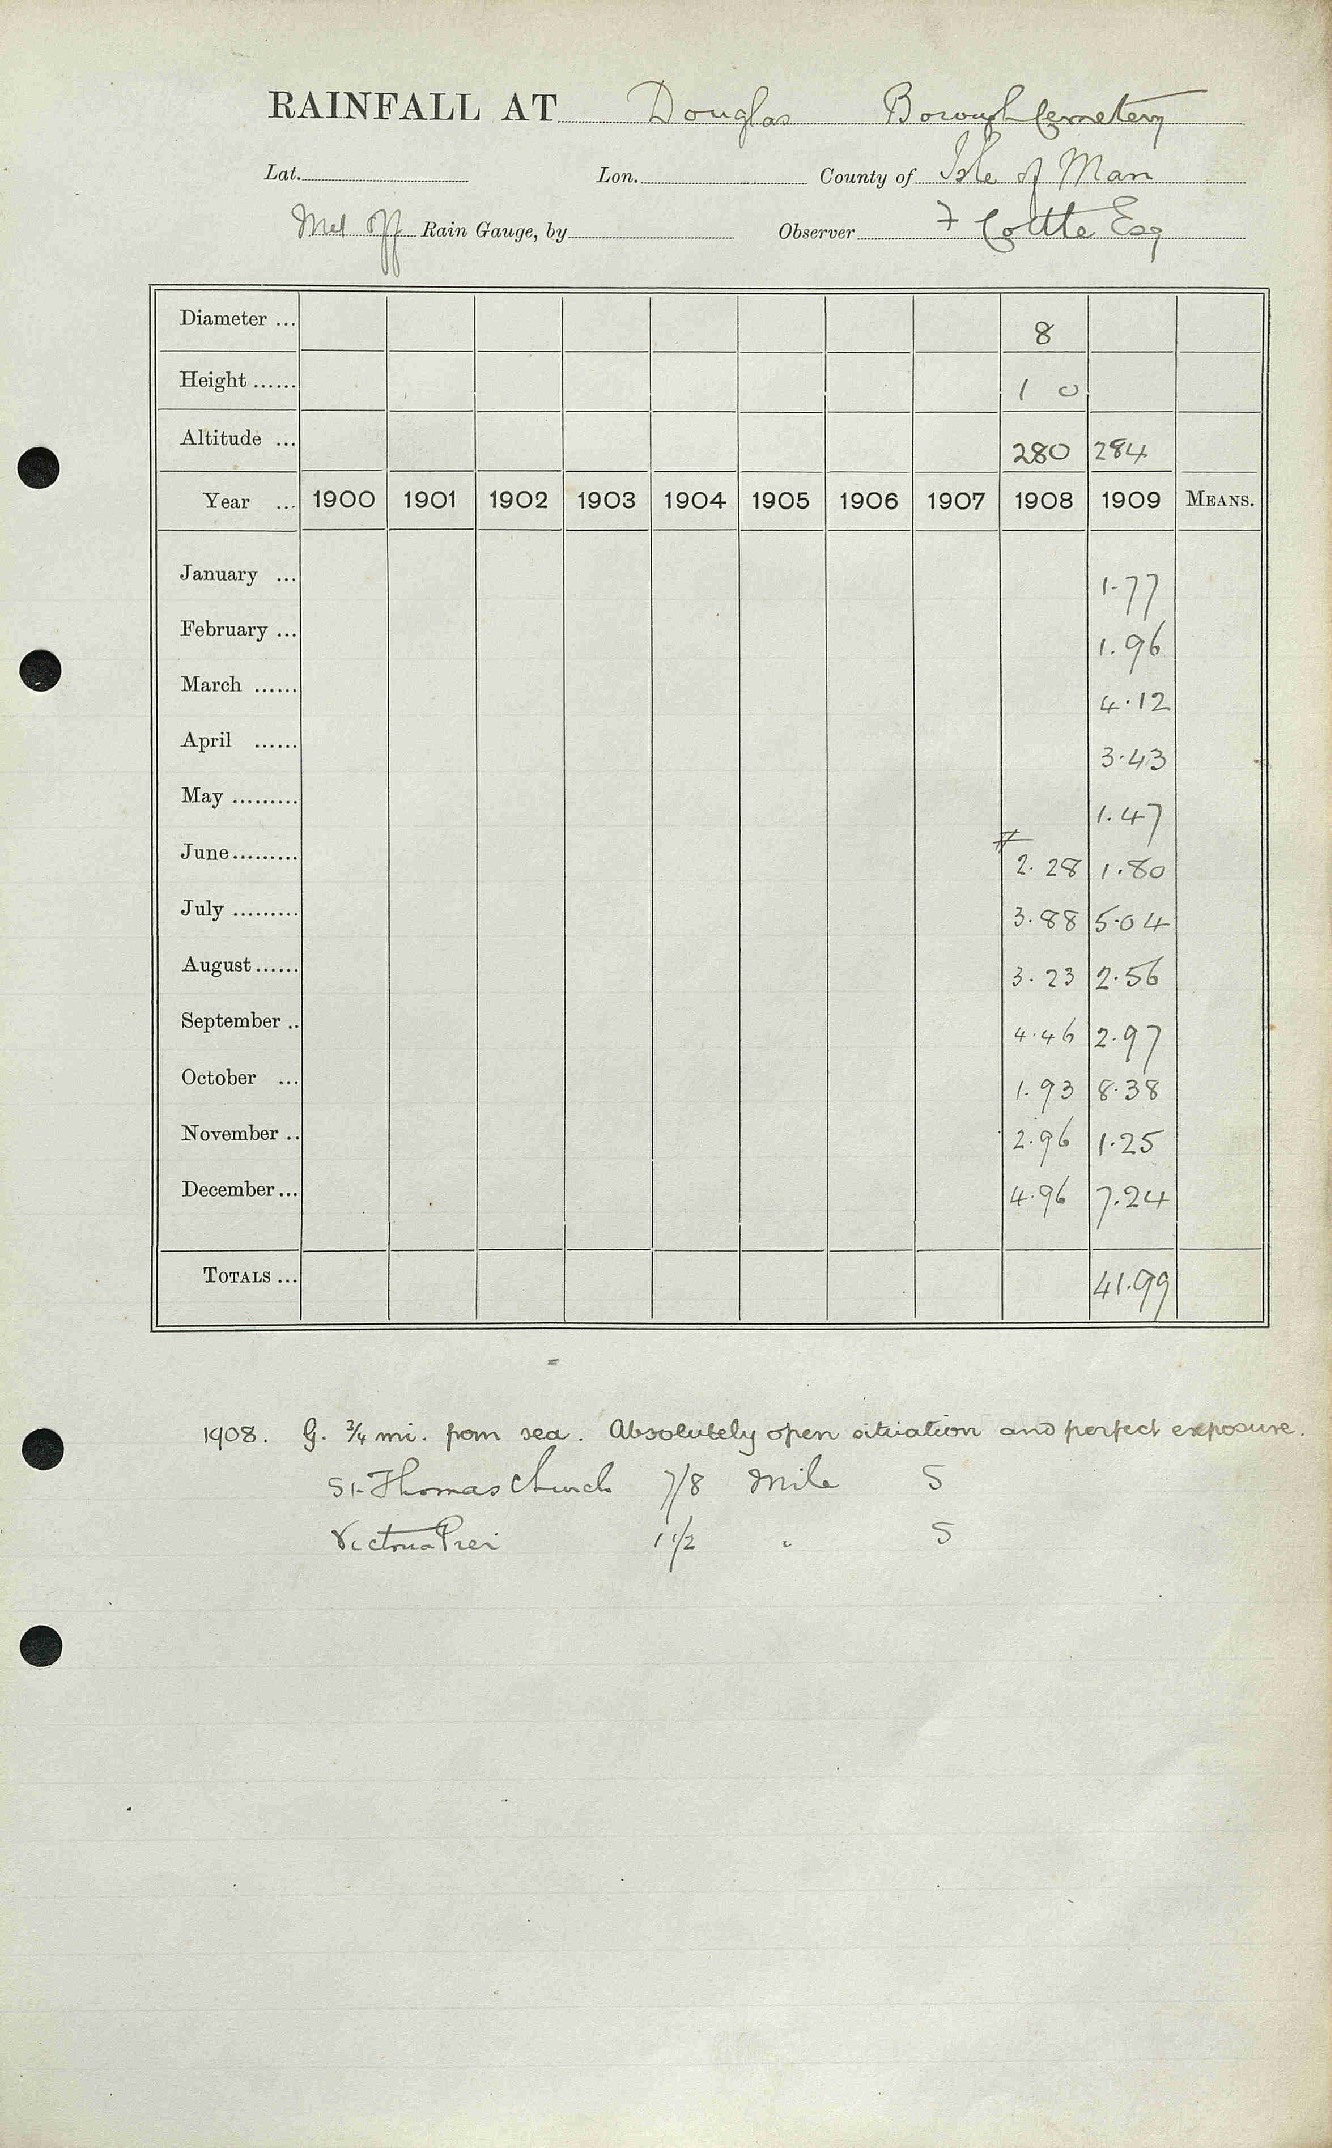 RAINFALL AT Douglas Borough Cemetery
Lat. Lon. County of Isle of Man
Met Off Rain Gauge, by Observer F Cottle Esq
Diameter ... 8
Height ...... 1 0
Altitude ... 280 284
Year ... 1900 1901 1902 1903 1904 1905 1906 1907 1908 1909 MEANS.
January ... 1.77
February ... 1.96
March ...... 4.12
April ...... 3.43
May ......... 1.47
June......... 2.28 1.80
July ......... 3.88 5.04
August...... 3.23 2.56
September .. 4.46 2.97
October ... 1.93 8.38
November .. 2.96 1.25
December... 4.96 7.24
TOTALS ... 41.99
1908. G. 3/4 mi. from sea. Absolutely open situation and perfect exposure.
St Thomas Church 7/8 Mile S
Victoria Pier 1 1/2 " S